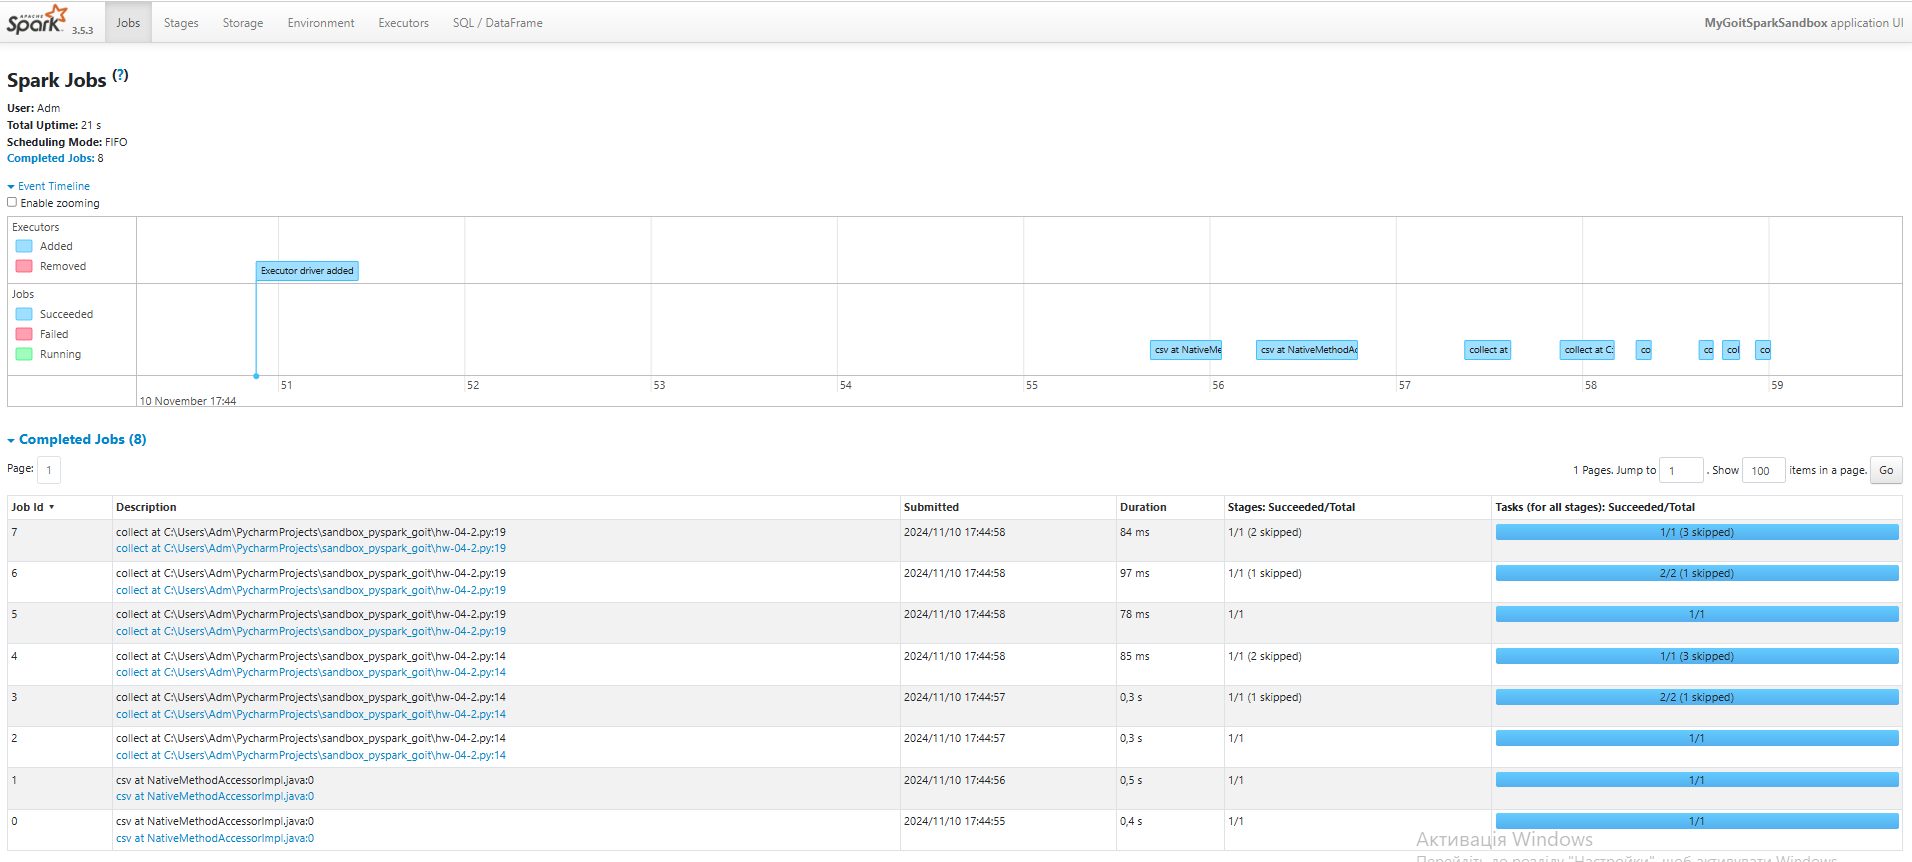 APACHE
Spark 3.5.3 Jobs Stages Storage Environment Executors SQL / DataFrame MyGoitSparkSandbox application UI
Spark Jobs (?)
User: Adm
Total Uptime: 21 s
Scheduling Mode: FIFO
Completed Jobs: 8
Event Timeline
Enable zooming
Executors
Added
Removed
Executor driver added
Jobs
Succeeded
Failed
Running
csv at NativeMe csv at NativeMethodAc collect at collect at C: co co col co
51 52 53 54 55 56 57 58 59
10 November 17:44
Completed Jobs (8)
Page: 1 1 Pages. Jump to 1 . Show 100 items in a page. Go
Job Id ▾ Description Submitted Duration Stages: Succeeded/Total Tasks (for all stages): Succeeded/Total
7 collect at C:\Users\Adm\PycharmProjects\sandbox_pyspark_goit\hw-04-2.py:19 2024/11/10 17:44:58 84 ms 1/1 (2 skipped) 1/1 (3 skipped)
collect at C:\Users\Adm\PycharmProjects\sandbox_pyspark_goit\hw-04-2.py:19
6 collect at C:\Users\Adm\PycharmProjects\sandbox_pyspark_goit\hw-04-2.py:19 2024/11/10 17:44:58 97 ms 1/1 (1 skipped) 2/2 (1 skipped)
collect at C:\Users\Adm\PycharmProjects\sandbox_pyspark_goit\hw-04-2.py:19
5 collect at C:\Users\Adm\PycharmProjects\sandbox_pyspark_goit\hw-04-2.py:19 2024/11/10 17:44:58 78 ms 1/1 1/1
collect at C:\Users\Adm\PycharmProjects\sandbox_pyspark_goit\hw-04-2.py:19
4 collect at C:\Users\Adm\PycharmProjects\sandbox_pyspark_goit\hw-04-2.py:14 2024/11/10 17:44:58 85 ms 1/1 (2 skipped) 1/1 (3 skipped)
collect at C:\Users\Adm\PycharmProjects\sandbox_pyspark_goit\hw-04-2.py:14
3 collect at C:\Users\Adm\PycharmProjects\sandbox_pyspark_goit\hw-04-2.py:14 2024/11/10 17:44:57 0,3 s 1/1 (1 skipped) 2/2 (1 skipped)
collect at C:\Users\Adm\PycharmProjects\sandbox_pyspark_goit\hw-04-2.py:14
2 collect at C:\Users\Adm\PycharmProjects\sandbox_pyspark_goit\hw-04-2.py:14 2024/11/10 17:44:57 0,3 s 1/1 1/1
collect at C:\Users\Adm\PycharmProjects\sandbox_pyspark_goit\hw-04-2.py:14
1 csv at NativeMethodAccessorImpl.java:0 2024/11/10 17:44:56 0,5 s 1/1 1/1
csv at NativeMethodAccessorImpl.java:0
0 csv at NativeMethodAccessorImpl.java:0 2024/11/10 17:44:55 0,4 s 1/1 1/1
csv at NativeMethodAccessorImpl.java:0
Активація Windows
Перейдіть до розділу "Настройки", щоб активувати Windows